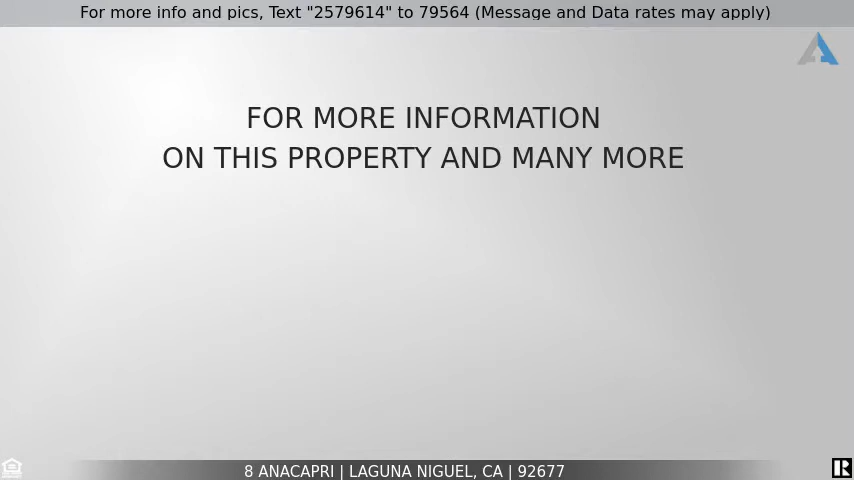 For more info and pics, Text "2579614" to 79564 (Message and Data rates may apply)
FOR MORE INFORMATION
ON THIS PROPERTY AND MANY MORE
8 ANACAPRI | LAGUNA NIGUEL, CA | 92677